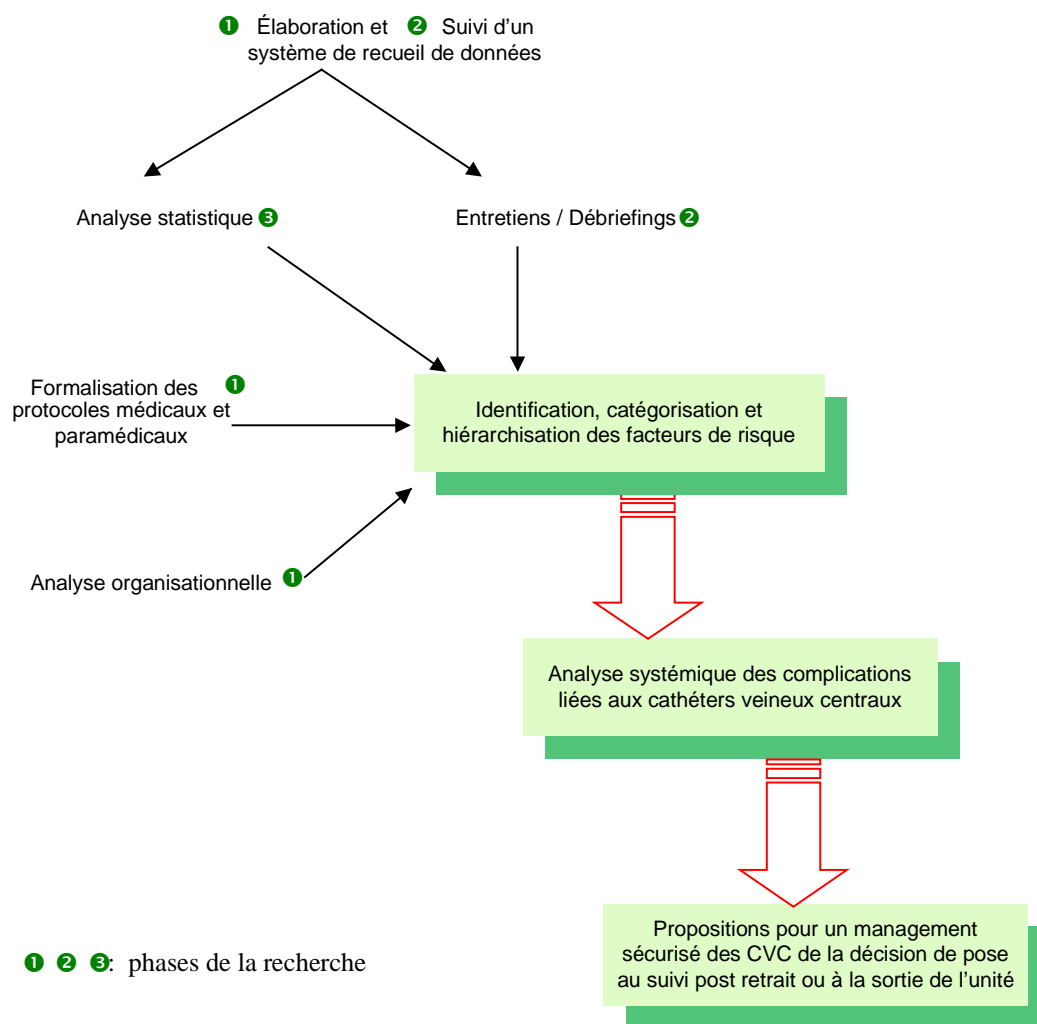 ❶ Élaboration et ❷ Suivi d'un
système de recueil de données
Analyse statistique ❸
Entretiens / Débriefings ❷
Formalisation des ❶
protocoles médicaux et
paramédicaux
Identification, catégorisation et
hiérarchisation des facteurs de risque
Analyse organisationnelle ❶
Analyse systémique des complications
liées aux cathéters veineux centraux
Propositions pour un management
sécurisé des CVC de la décision de pose
au suivi post retrait ou à la sortie de l'unité
❶ ❷ ❸: phases de la recherche